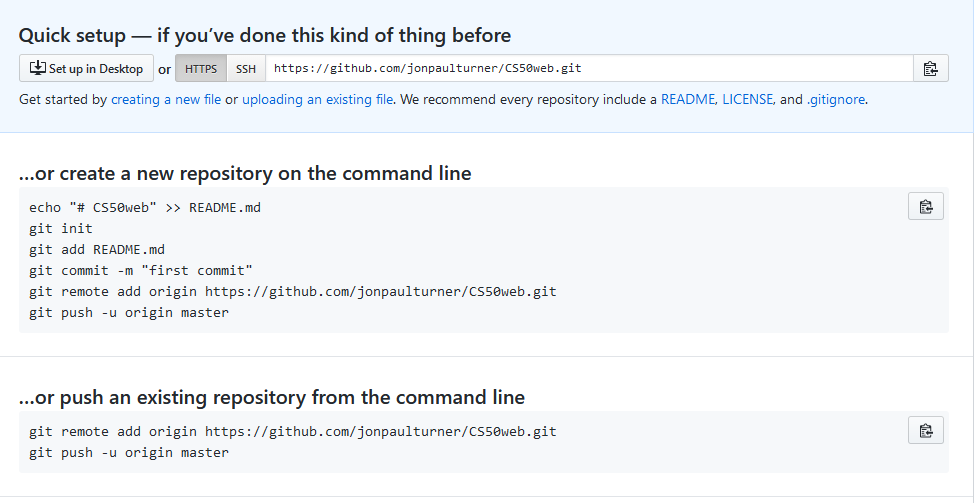 Quick setup — if you’ve done this kind of thing before
Set up in Desktop or HTTPS SSH https://github.com/jonpaulturner/CS50web.git
Get started by creating a new file or uploading an existing file. We recommend every repository include a README, LICENSE, and .gitignore.
…or create a new repository on the command line
echo "# CS50web" >> README.md
git init
git add README.md
git commit -m "first commit"
git remote add origin https://github.com/jonpaulturner/CS50web.git
git push -u origin master
…or push an existing repository from the command line
git remote add origin https://github.com/jonpaulturner/CS50web.git
git push -u origin master